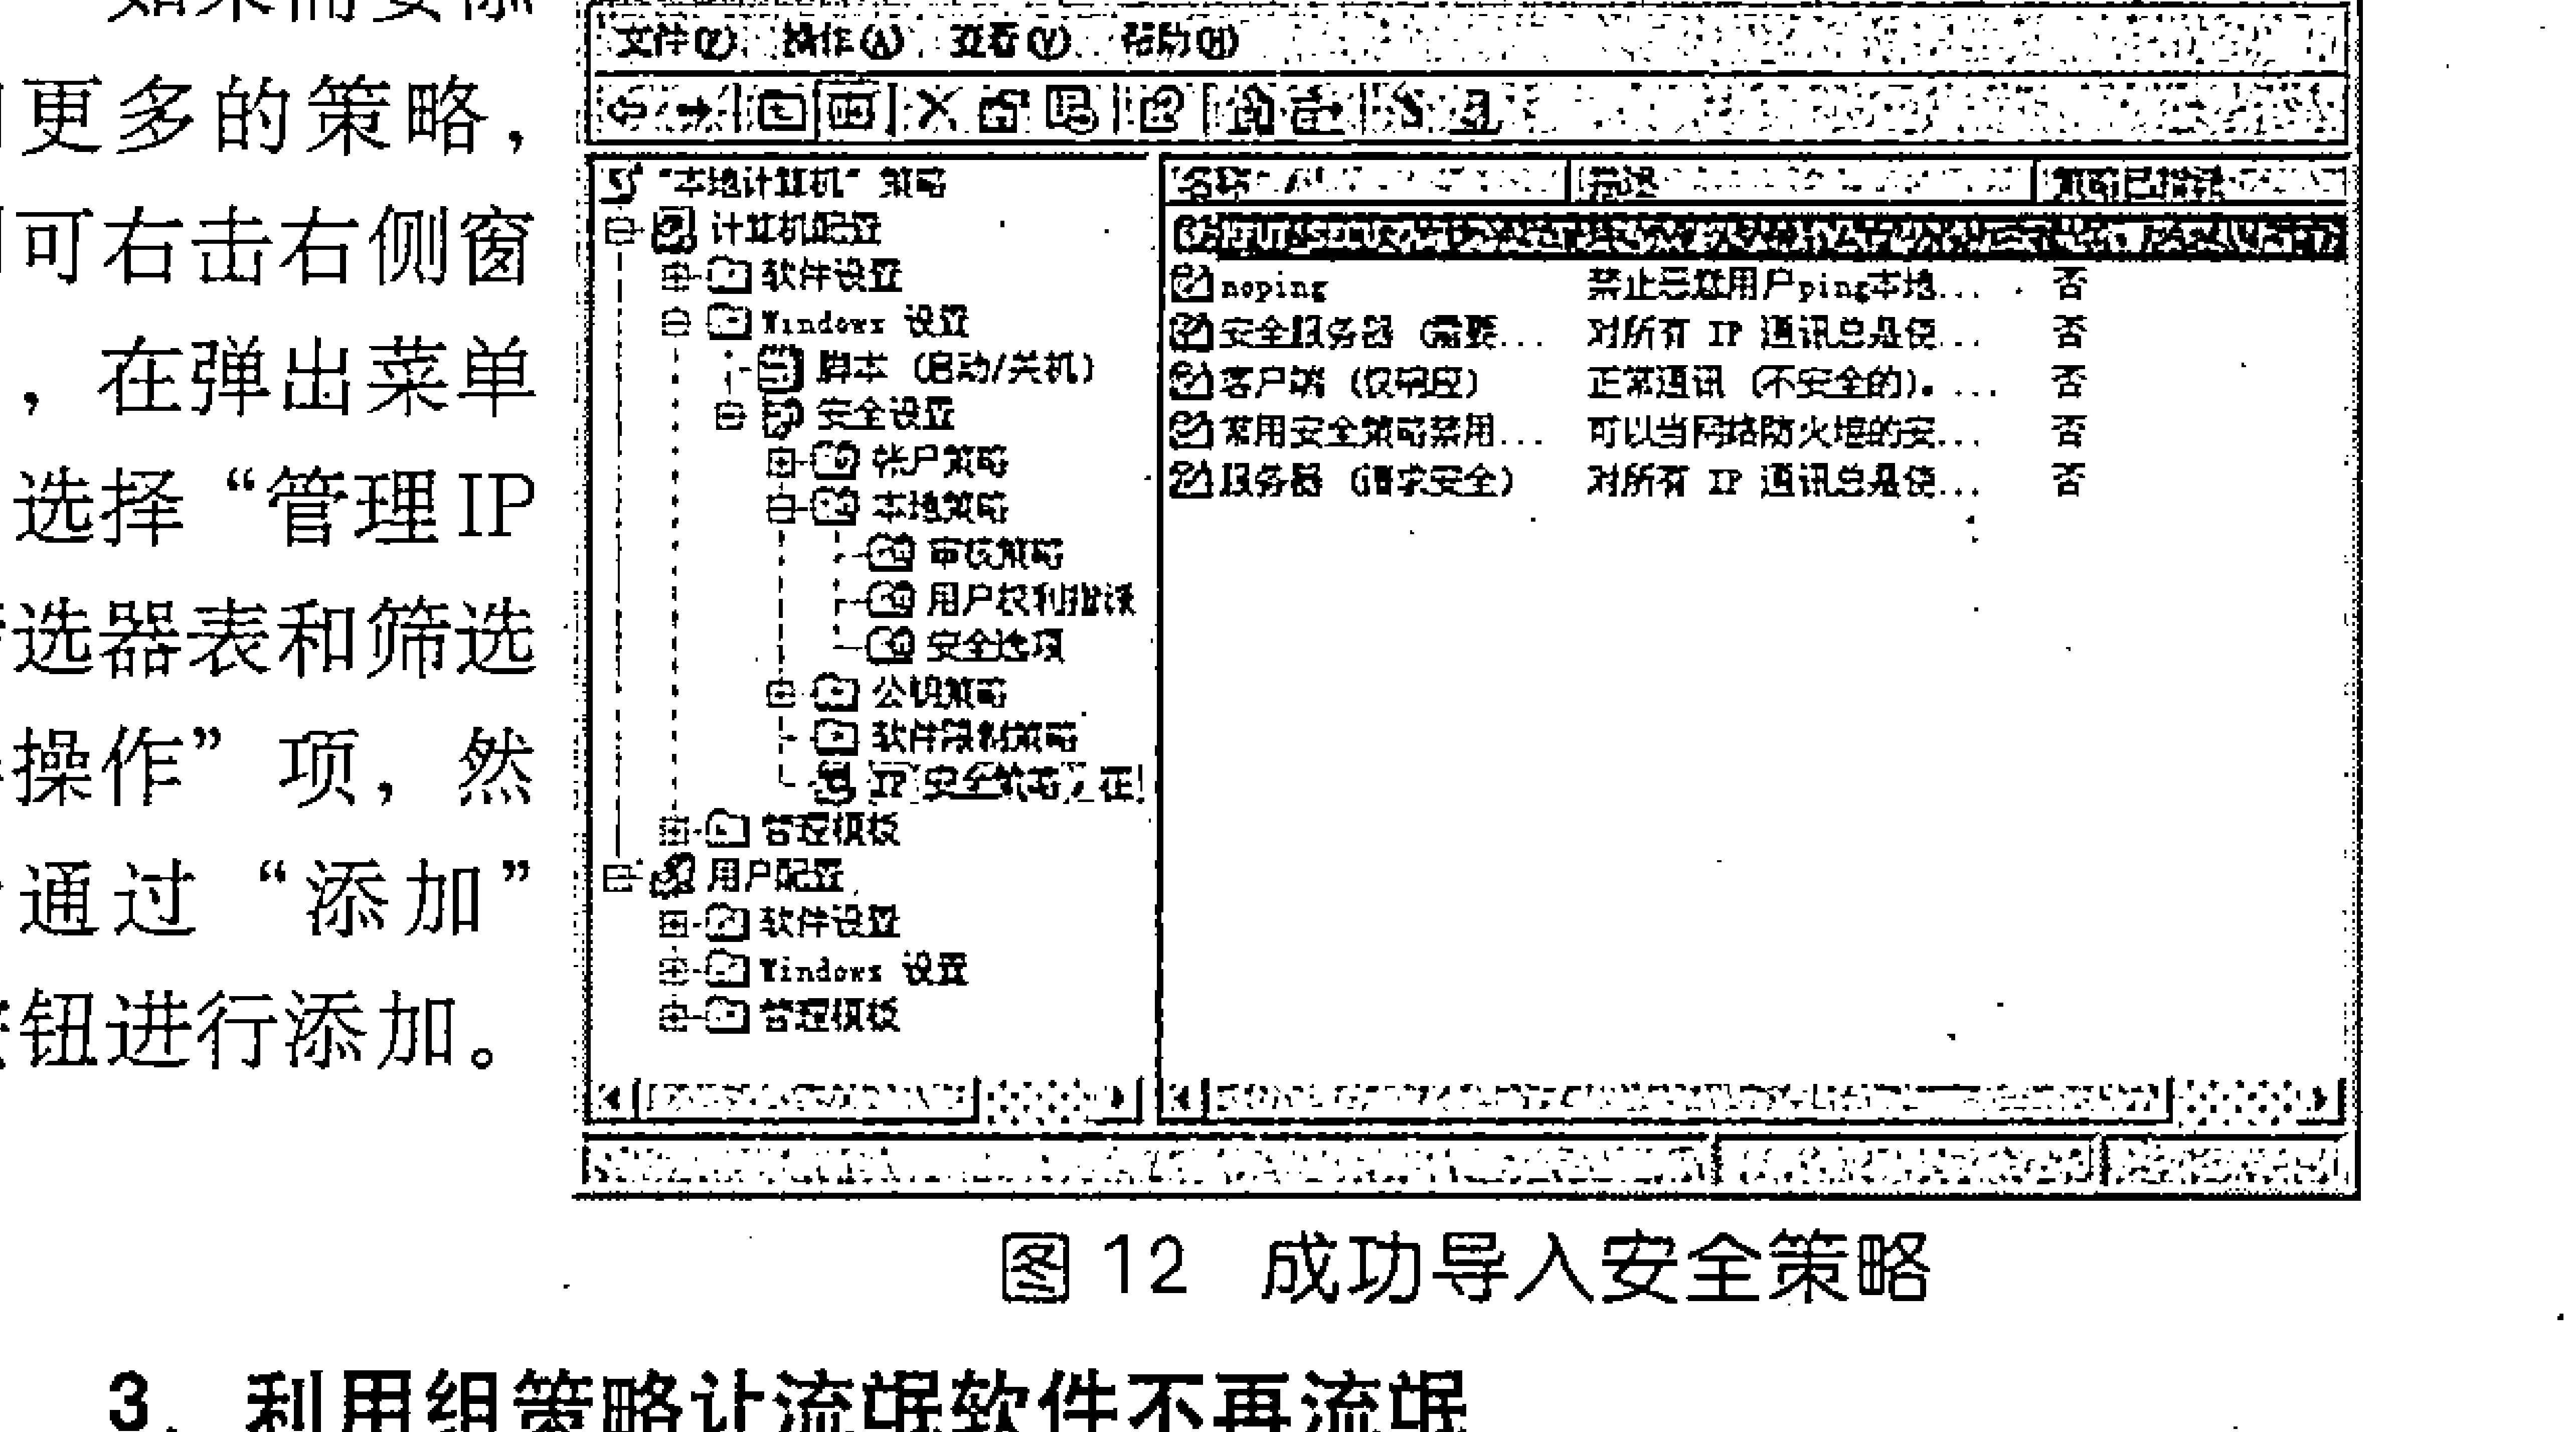 如果需要添
更多的策略，
可右击右侧窗
，在弹出菜单
选择“管理IP
选器表和筛选
操作”项，然
通过“添加”
钮进行添加。
文件(F) 操作(A) 查看(V) 帮助(H)
“本地计算机” 策略
计算机配置
软件设置
Windows 设置
脚本 (启动/关机)
安全设置
帐户策略
本地策略
审核策略
用户权利指派
安全选项
公钥策略
软件限制策略
IP 安全策略，在
管理模板
用户配置
软件设置
Windows 设置
管理模板
名称 描述 策略已指派
noping 禁止忌意用户ping本地... 否
安全服务器 (需要... 对所有 IP 通讯总是使... 否
客户端 (仅响应) 正常通讯 (不安全的)。... 否
常用安全策略禁用... 可以当网络防火墙的安... 否
服务器 (请求安全) 对所有 IP 通讯总是使... 否
图 12 成功导入安全策略
3. 利用组策略让流氓软件不再流氓